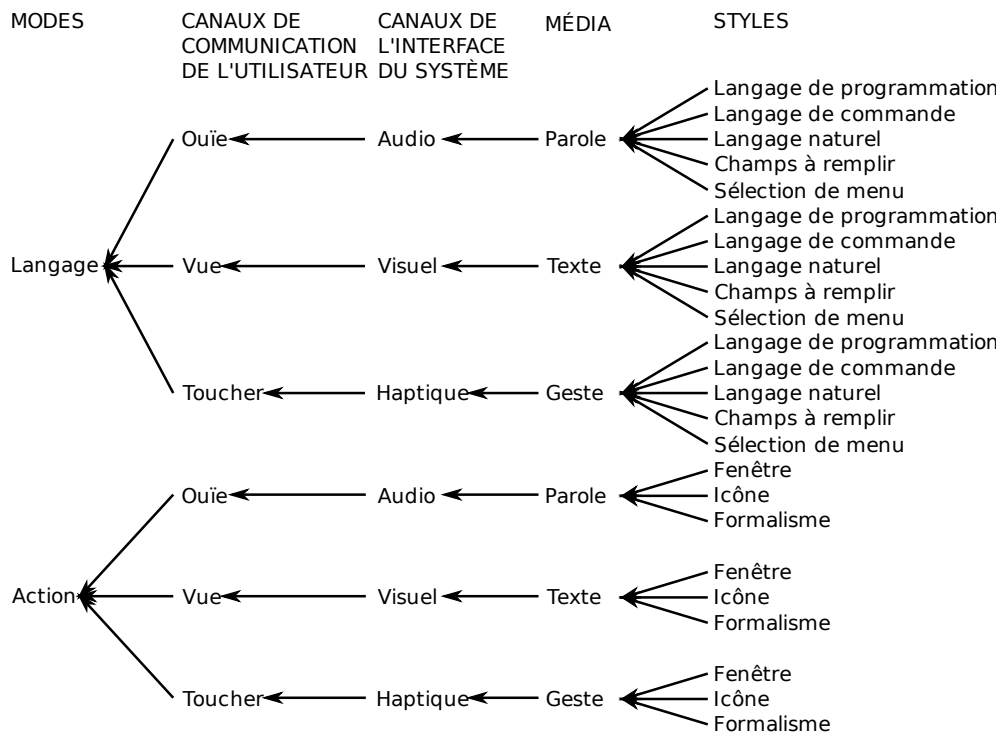 MODES
CANAUX DE
COMMUNICATION
DE L'UTILISATEUR
CANAUX DE
L'INTERFACE
DU SYSTÈME
MÉDIA
STYLES
Langage de programmation
Langage de commande
Ouïe Audio Parole Langage naturel
Champs à remplir
Sélection de menu
Langage de programmation
Langage de commande
Langage Vue Visuel Texte Langage naturel
Champs à remplir
Sélection de menu
Langage de programmation
Langage de commande
Toucher Haptique Geste Langage naturel
Champs à remplir
Sélection de menu
Fenêtre
Ouïe Audio Parole Icône
Formalisme
Fenêtre
Action Vue Visuel Texte Icône
Formalisme
Fenêtre
Toucher Haptique Geste Icône
Formalisme